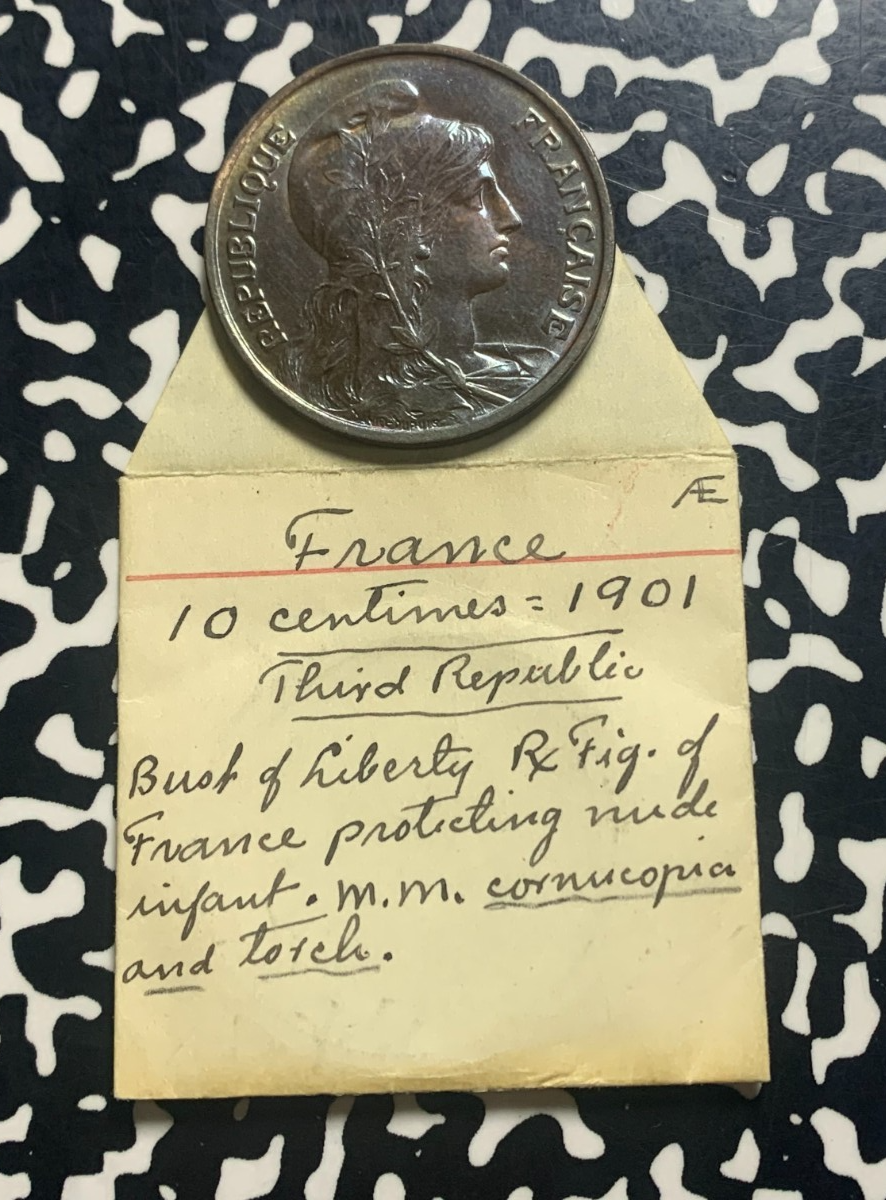 REPUBLIQUE FRANÇAISE
Æ
France
10 centimes = 1901
Third Republic
Bust of Liberty Rx Fig. of
France protecting nude
infant. M.M. cornucopia
and torch.